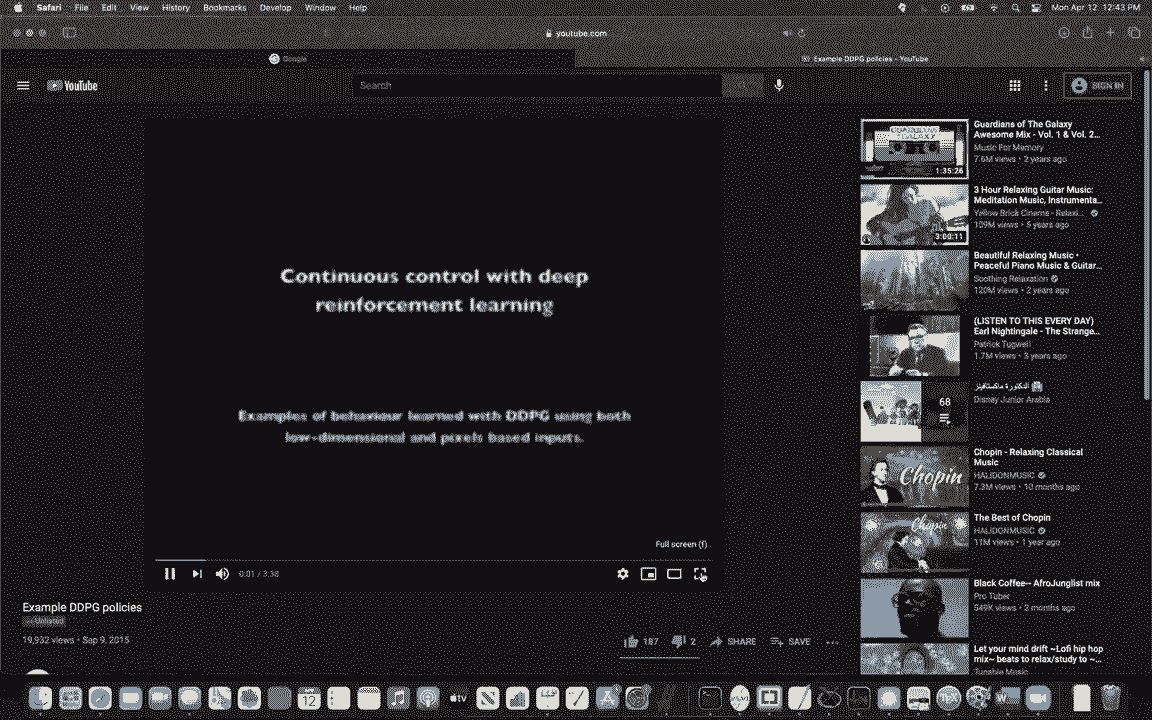 Safari File Edit View History Bookmarks Develop Window Help
Mon Apr 12 12:43 PM
youtube.com
Google
Example DDPG policies - YouTube
YouTube
Search
SIGN IN
Continuous control with deep
reinforcement learning
Examples of behaviour learned with DDPG using both
low-dimensional and pixels based inputs.
Full screen (f)
0:01 / 3:38
Example DDPG policies
Unlisted
19,932 views • Sep 9, 2015
187
2
SHARE
SAVE
Guardians of The Galaxy
Awesome Mix - Vol. 1 & Vol. 2...
Music For Memory
7.6M views • 2 years ago
1:35:26
3 Hour Relaxing Guitar Music:
Meditation Music, Instrumenta...
Yellow Brick Cinema - Relaxi...
109M views • 5 years ago
3:00:11
Beautiful Relaxing Music •
Peaceful Piano Music & Guitar...
Soothing Relaxation
120M views • 2 years ago
(LISTEN TO THIS EVERY DAY)
Earl Nightingale - The Strange...
Patrick Tugwell
1.7M views • 3 years ago
68
Disney Junior Arabia
Chopin - Relaxing Classical
Music
HALIDONMUSIC
7.3M views • 10 months ago
Chopin
The Best of Chopin
HALIDONMUSIC
11M views • 1 year ago
Chopin
Black Coffee-- AfroJunglist mix
Pro Tuber
549K views • 2 months ago
Let your mind drift ~Lofi hip hop
mix~ beats to relax/study to ~...
Tunable Music
12
tv